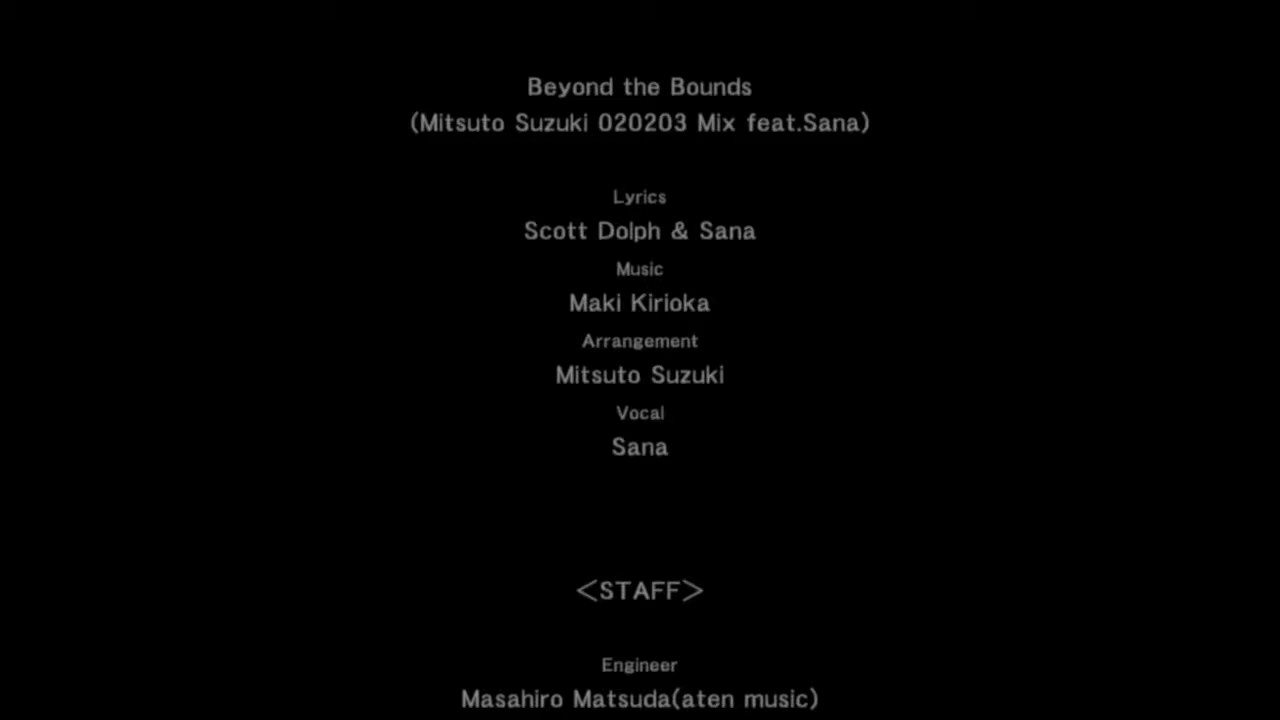 Beyond the Bounds
(Mitsuto Suzuki 020203 Mix feat.Sana)
Lyrics
Scott Dolph & Sana
Music
Maki Kirioka
Arrangement
Mitsuto Suzuki
Vocal
Sana
<STAFF>
Engineer
Masahiro Matsuda(aten music)